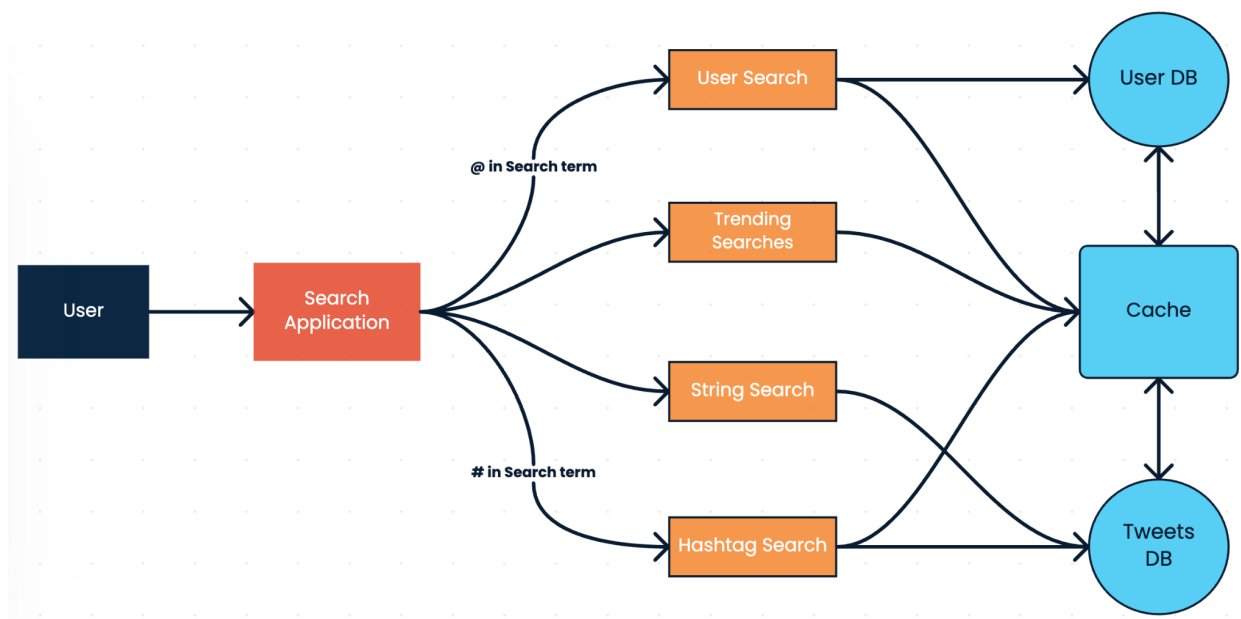 User
Search
Application
@ in Search term
# in Search term
User Search
Trending
Searches
String Search
Hashtag Search
User DB
Cache
Tweets
DB